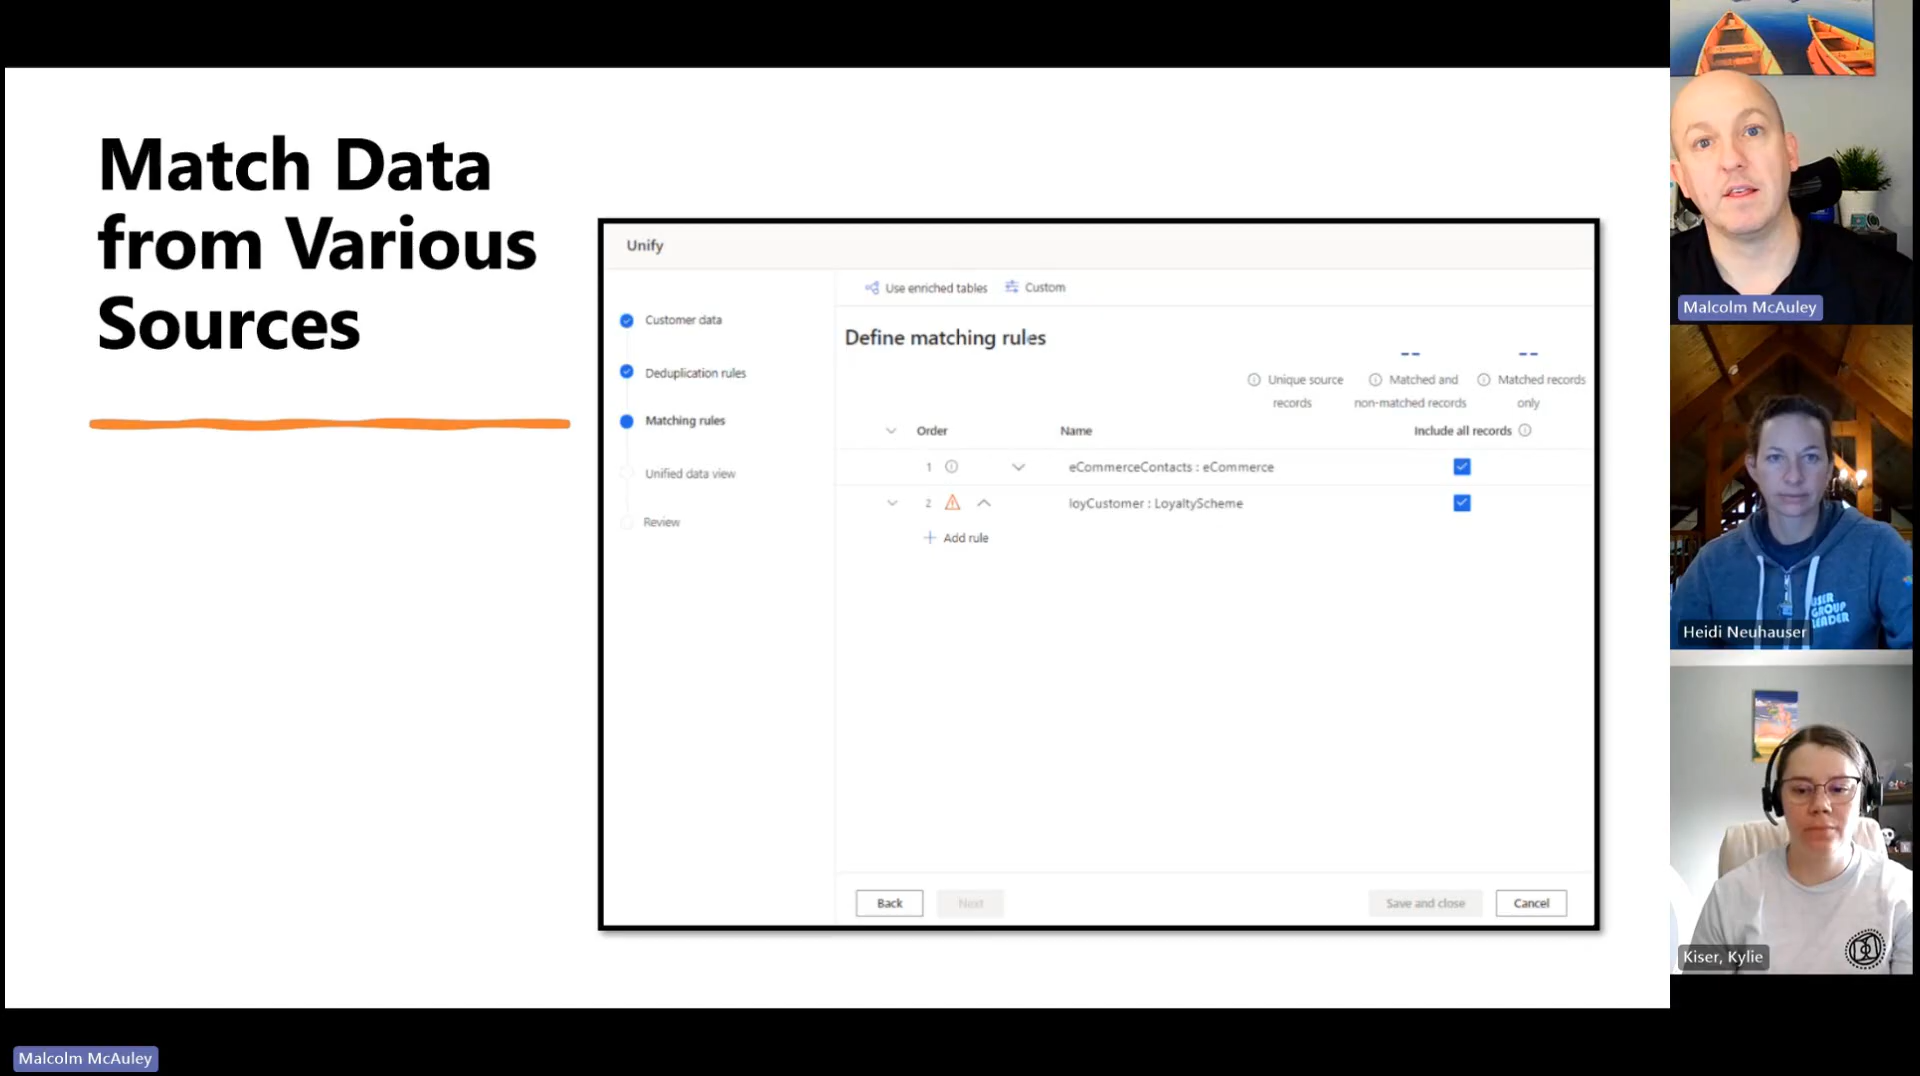 Match Data
from Various
Sources
Unify
Customer data
Deduplication rules
Matching rules
Unified data view
Review
Use enriched tables
Custom
Define matching rules
-- --
Unique source
records
Matched and
non-matched records
Matched records
only
Order Name Include all records
1 eCommerceContacts : eCommerce
2 loyCustomer : LoyaltyScheme
+ Add rule
Back Next Save and close Cancel
Malcolm McAuley
USER
GROUP
LEADER
Heidi Neuhauser
Kiser, Kylie
Malcolm McAuley